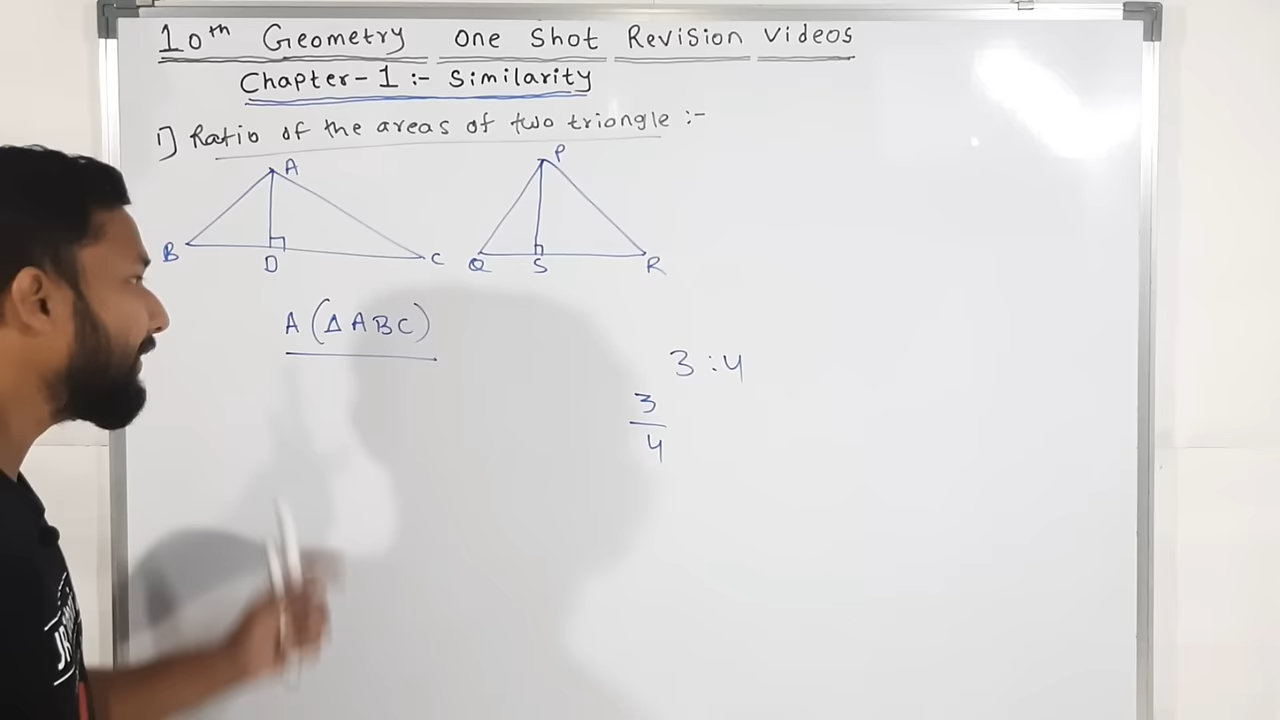 10th Geometry One Shot Revision Videos
Chapter-1 :- Similarity
1) Ratio of the areas of two triangle :-
A P
B D C Q S R
A (Δ ABC)
3 : 4
3
4